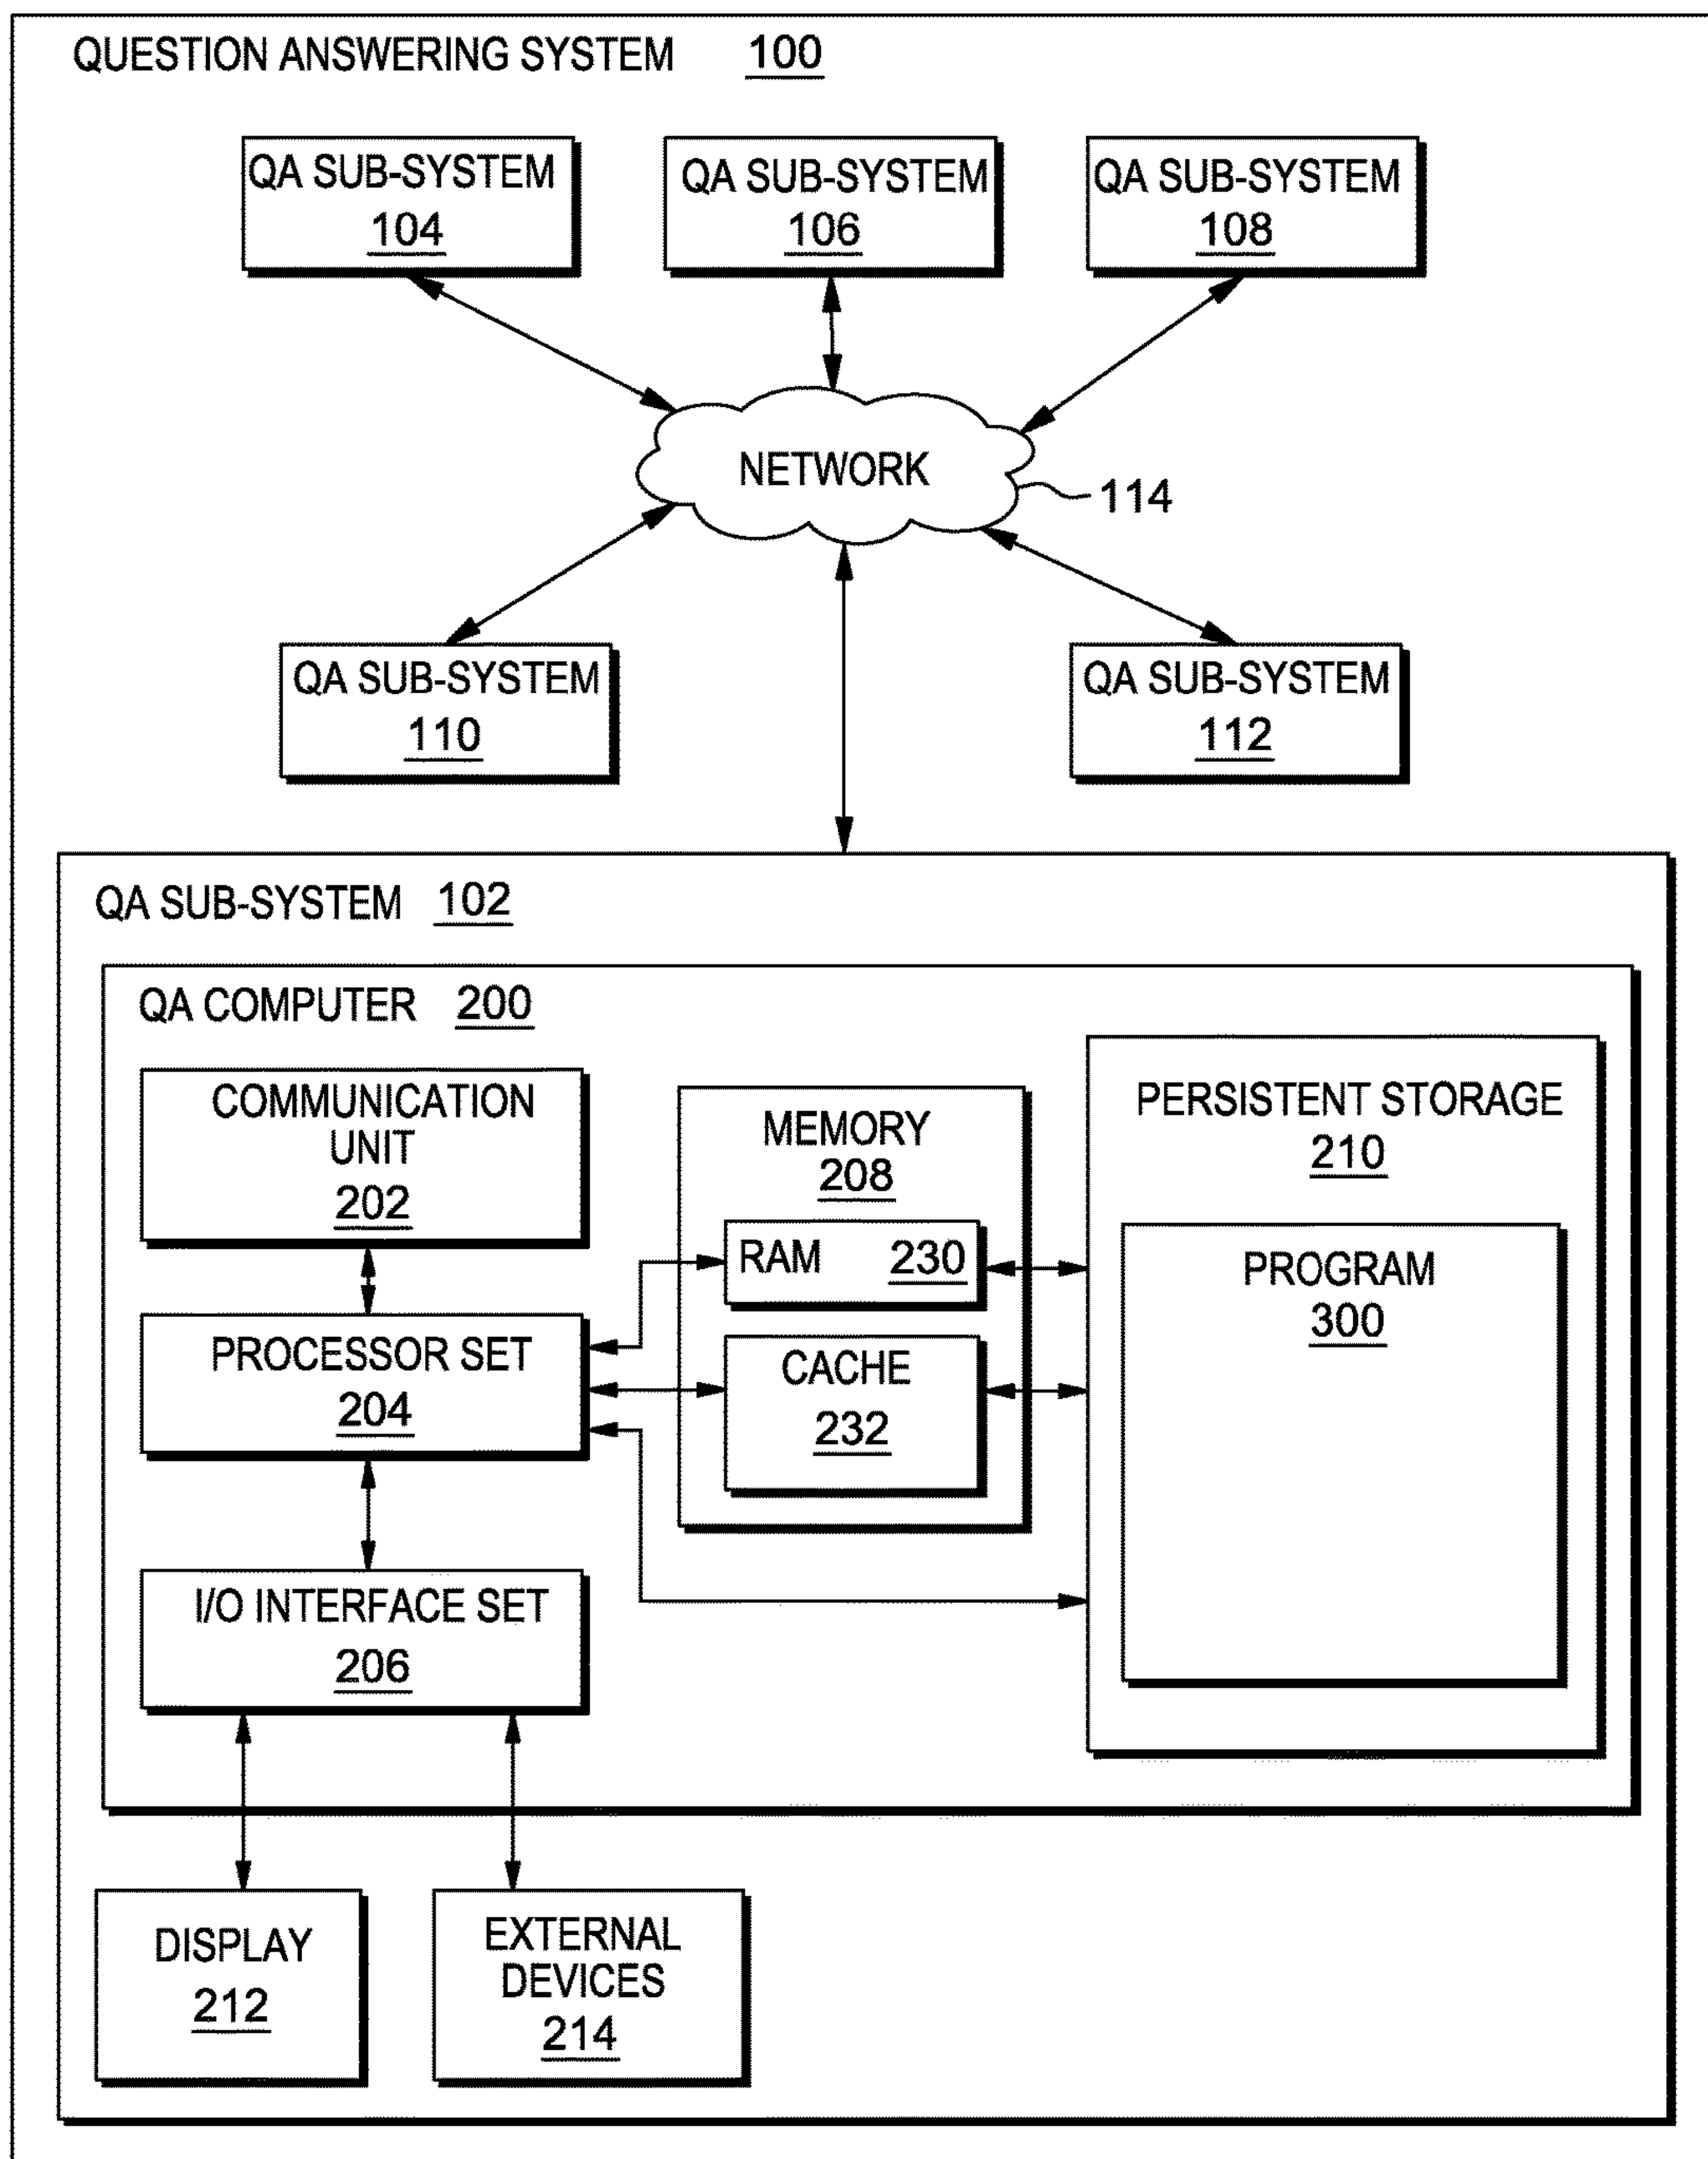 QUESTION ANSWERING SYSTEM 100
QA SUB-SYSTEM
104
QA SUB-SYSTEM
106
QA SUB-SYSTEM
108
NETWORK
114
QA SUB-SYSTEM
110
QA SUB-SYSTEM
112
QA SUB-SYSTEM 102
QA COMPUTER 200
COMMUNICATION
UNIT
202
PROCESSOR SET
204
I/O INTERFACE SET
206
MEMORY
208
RAM 230
CACHE
232
PERSISTENT STORAGE
210
PROGRAM
300
DISPLAY
212
EXTERNAL
DEVICES
214